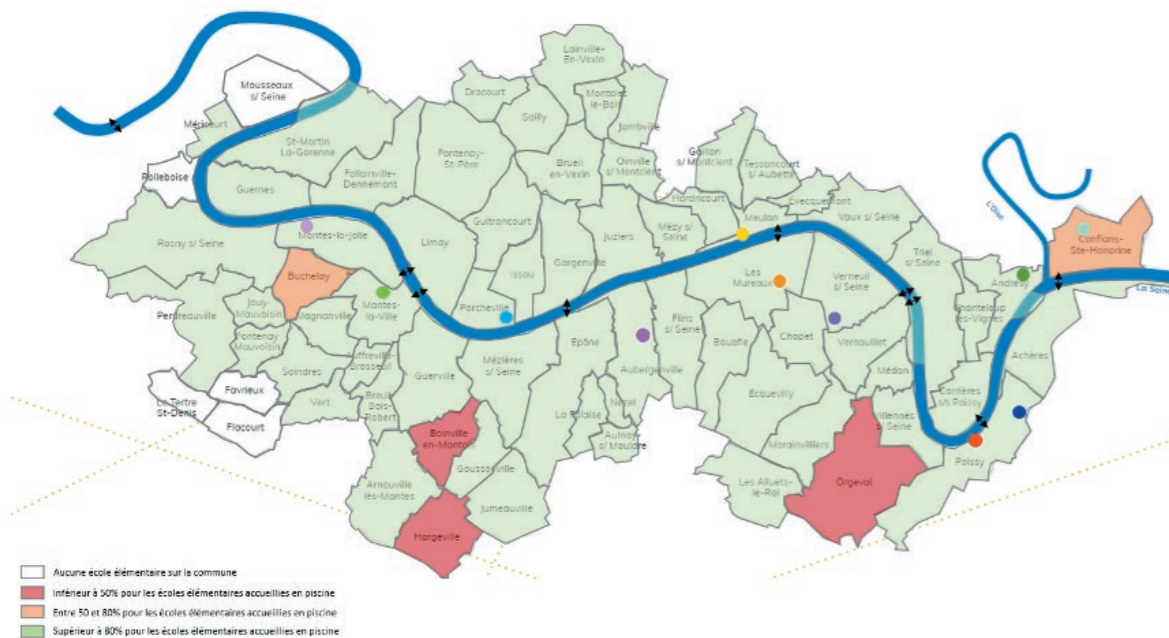 Lainville-
En-Vexin
Mousseaux
s/ Seine
Drocourt
Montalet
le-Bois
Sailly
Jambville
Méricourt
St-Martin
La-Garenne
Fontenay-
St-Père
Gaillon
s/ Montcient
Tessancourt
s/ Aubette
Brueil
en-Vexin
Oinville
s/ Montcient
Rolleboise
Follainville-
Dennemont
Guernes
Hardricourt
Evecquemont
L'Oise
Guitrancourt
Meulan
Vaux s/ Seine
Mézy s/
Seine
Juziers
Mantes-la-Jolie
Limay
Rosny s/ Seine
Conflans-
Ste-Honorine
Triel
s/ Seine
Gargenville
Issou
Buchelay
Les
Mureaux
Verneuil
s/ Seine
Andrésy
La Seine
Mantes-
la-Ville
Jouy-
Mauvoisin
Perdreauville
Magnanville
Porcheville
Chanteloup
les-Vignes
Flins
s/ Seine
Fontenay
Mauvoisin
Epône
Bouafle
Chapet
Vernouillet
Achères
Auffreville-
Brasseuil
Mézières
s/ Seine
Soindres
Guerville
Aubergenville
Médan
Ecquevilly
Favrieux
Le Tertre
St-Denis
Vert
Breuil
Bois-
Robert
Carrières
s/s Poissy
Nézel
La Falaise
Villennes
s/ Seine
Flacourt
Boinville
en-Mantois
Aulnay
s/ Mauldre
Morainvilliers
Poissy
Goussonville
Arnouville
lès-Mantes
Les Alluets-
le-Roi
Orgeval
Jumeauville
Hargeville
Aucune école élémentaire sur la commune
Inférieur à 50% pour les écoles élémentaires accueillies en piscine
Entre 50 et 80% pour les écoles élémentaires accueillies en piscine
Supérieur à 80% pour les écoles élémentaires accueillies en piscine